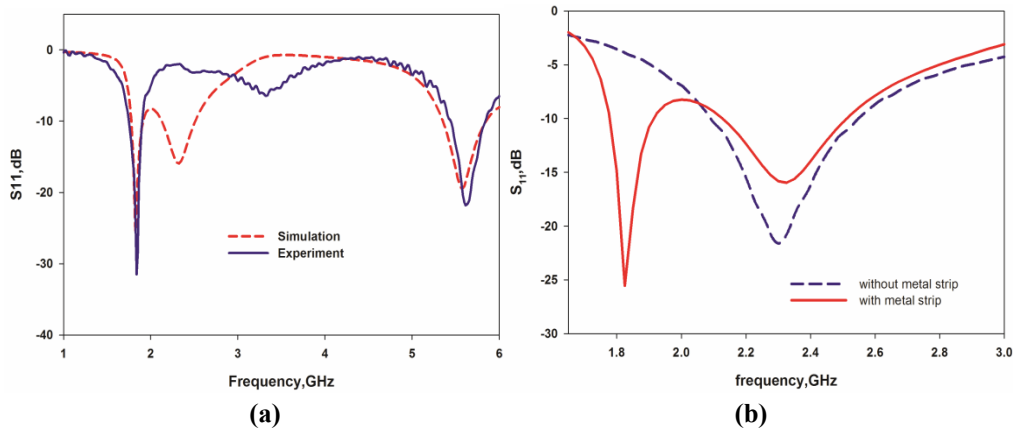 0
-10
-20
-30
-40
S11,dB
Simulation
Experiment
1 2 3 4 5 6
Frequency,GHz
(a)
0
-5
-10
-15
-20
-25
-30
S11,dB
without metal strip
with metal strip
1.8 2.0 2.2 2.4 2.6 2.8 3.0
frequency,GHz
(b)